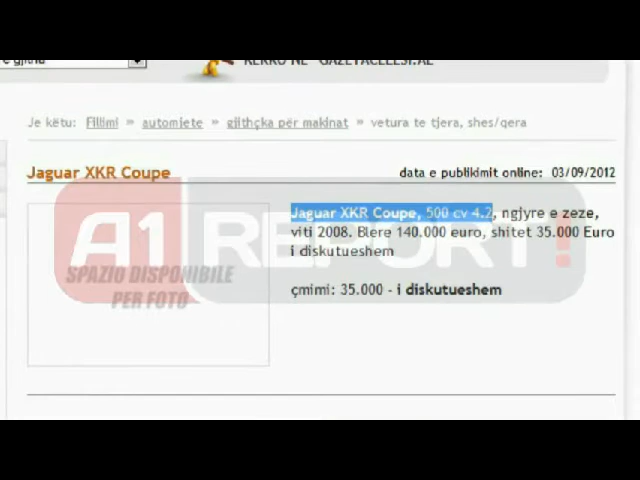 e gjitha
KERKO NE GAZETACELESI.AL
Je këtu: Fillimi » automjete » gjithçka për makinat » vetura te tjera, shes/qera
Jaguar XKR Coupe
data e publikimit online: 03/09/2012
Jaguar XKR Coupe, 500 cv 4.2, ngjyre e zeze,
viti 2008. Blere 140.000 euro, shitet 35.000 Euro
i diskutueshem
A1 REPORT!
SPAZIO DISPONIBILE
PER FOTO
çmimi: 35.000 - i diskutueshem